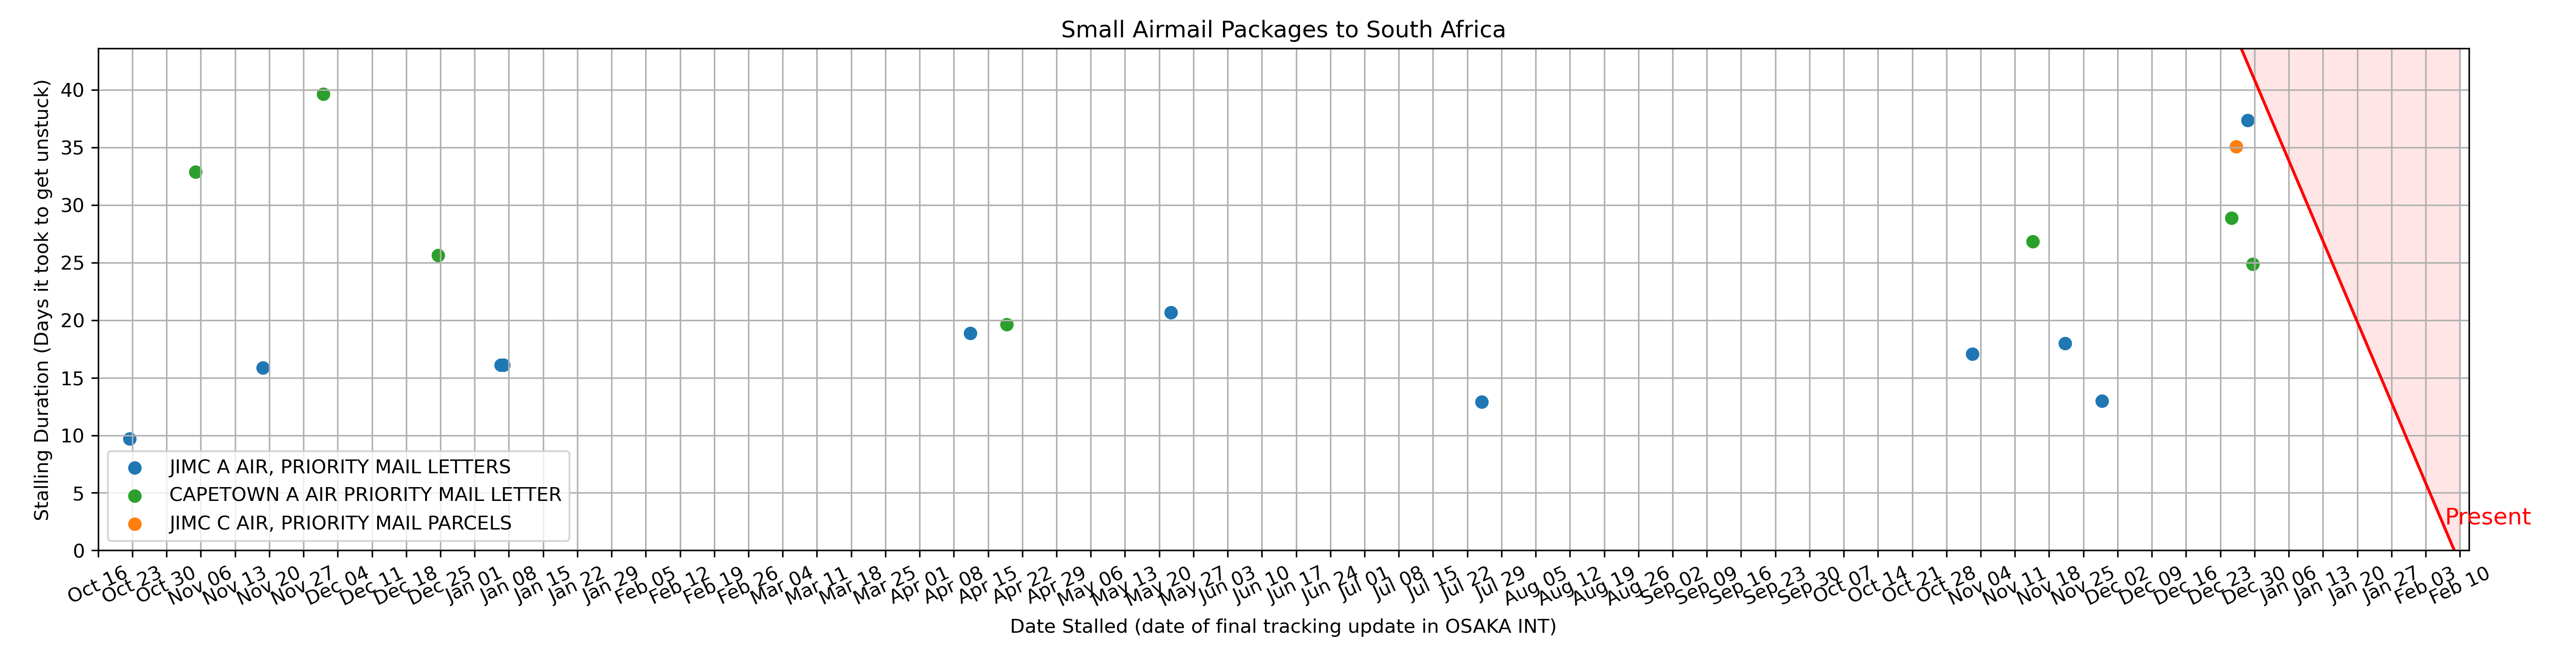 Small Airmail Packages to South Africa
Stalling Duration (Days it took to get unstuck)
40
35
30
25
20
15
10
5
0
JIMC A AIR, PRIORITY MAIL LETTERS
CAPETOWN A AIR PRIORITY MAIL LETTER
JIMC C AIR, PRIORITY MAIL PARCELS
Present
Oct 16 Oct 23 Oct 30 Nov 06 Nov 13 Nov 20 Nov 27 Dec 04 Dec 11 Dec 18 Dec 25 Jan 01 Jan 08 Jan 15 Jan 22 Jan 29 Feb 05 Feb 12 Feb 19 Feb 26 Mar 04 Mar 11 Mar 18 Mar 25 Apr 01 Apr 08 Apr 15 Apr 22 Apr 29 May 06 May 13 May 20 May 27 Jun 03 Jun 10 Jun 17 Jun 24 Jul 01 Jul 08 Jul 15 Jul 22 Jul 29 Aug 05 Aug 12 Aug 19 Aug 26 Sep 02 Sep 09 Sep 16 Sep 23 Sep 30 Oct 07 Oct 14 Oct 21 Oct 28 Nov 04 Nov 11 Nov 18 Nov 25 Dec 02 Dec 09 Dec 16 Dec 23 Dec 30 Jan 06 Jan 13 Jan 20 Jan 27 Feb 03 Feb 10
Date Stalled (date of final tracking update in OSAKA INT)